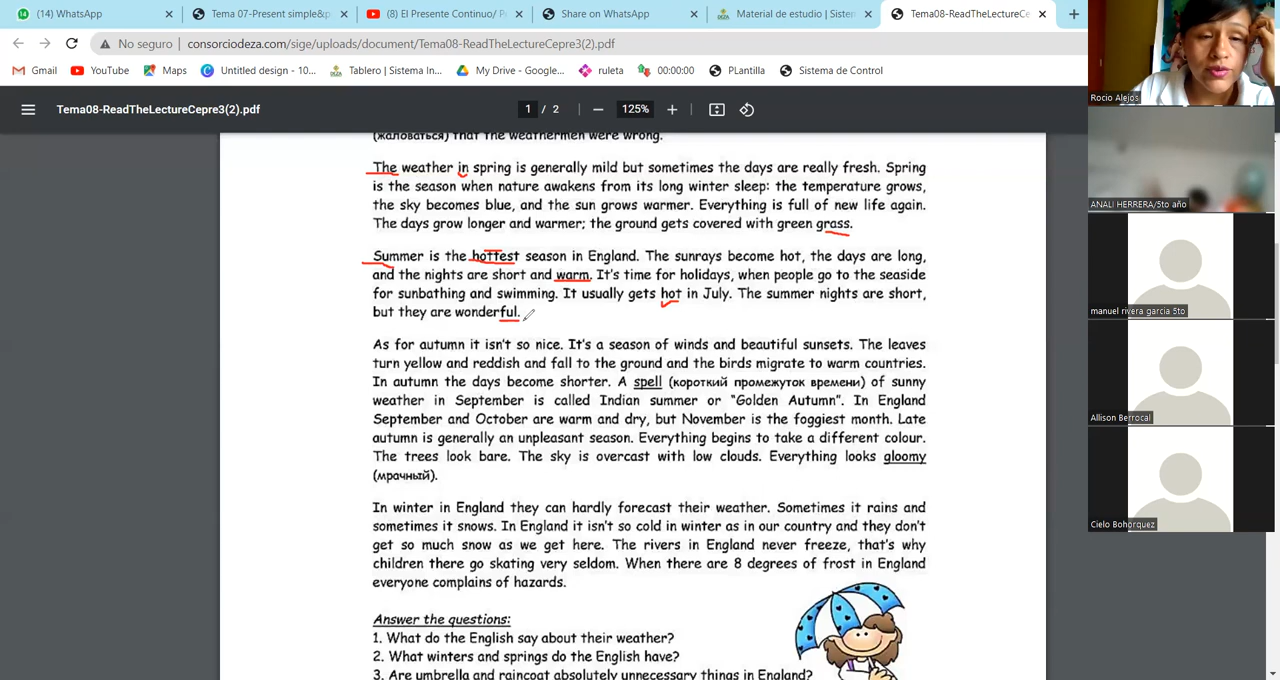 (14) WhatsApp
Tema 07-Present simple&p
(8) El Presente Continuo/ P
Share on WhatsApp
Material de estudio | Sistem
Tema08-ReadTheLectureCe
No seguro
consorciodeza.com/sige/uploads/document/Tema08-ReadTheLectureCepre3(2).pdf
Gmail
YouTube
Maps
Untitled design - 10...
Tablero | Sistema In...
My Drive - Google...
ruleta
00:00:00
PLantilla
Sistema de Control
Tema08-ReadTheLectureCepre3(2).pdf
1 / 2
125%
(жаловаться) that the weathermen were wrong.
The weather in spring is generally mild but sometimes the days are really fresh. Spring
is the season when nature awakens from its long winter sleep: the temperature grows,
the sky becomes blue, and the sun grows warmer. Everything is full of new life again.
The days grow longer and warmer; the ground gets covered with green grass.
Summer is the hottest season in England. The sunrays become hot, the days are long,
and the nights are short and warm. It's time for holidays, when people go to the seaside
for sunbathing and swimming. It usually gets hot in July. The summer nights are short,
but they are wonderful.
As for autumn it isn't so nice. It's a season of winds and beautiful sunsets. The leaves
turn yellow and reddish and fall to the ground and the birds migrate to warm countries.
In autumn the days become shorter. A spell (короткий промежуток времени) of sunny
weather in September is called Indian summer or “Golden Autumn”. In England
September and October are warm and dry, but November is the foggiest month. Late
autumn is generally an unpleasant season. Everything begins to take a different colour.
The trees look bare. The sky is overcast with low clouds. Everything looks gloomy
(мрачный).
In winter in England they can hardly forecast their weather. Sometimes it rains and
sometimes it snows. In England it isn't so cold in winter as in our country and they don't
get so much snow as we get here. The rivers in England never freeze, that's why
children there go skating very seldom. When there are 8 degrees of frost in England
everyone complains of hazards.
Answer the questions:
1. What do the English say about their weather?
2. What winters and springs do the English have?
3. Are umbrella and raincoat absolutely unnecessary things in England?
Rocio Alejos
ANALI HERRERA/5to año
manuel rivera garcia 5to
Allison Berrocal
Cielo Bohorquez